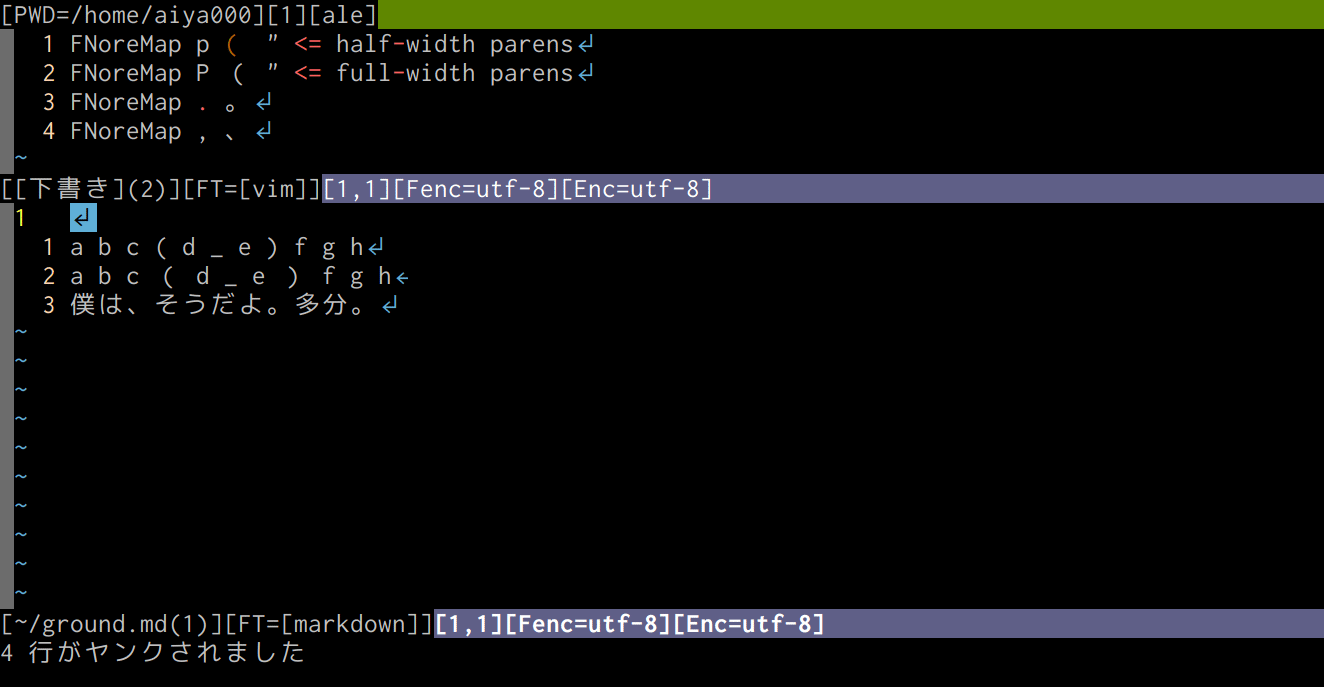 [PWD=/home/aiya000][1][ale]
1 FNoreMap p ( " <= half-width parens↲
2 FNoreMap P （ " <= full-width parens↲
3 FNoreMap . 。↲
4 FNoreMap , 、↲
~
[[下書き](2)][FT=[vim]][1,1][Fenc=utf-8][Enc=utf-8]
1 ↲
1 a b c ( d _ e ) f g h↲
2 a b c （ d _ e ） f g h←
3 僕は、そうだよ。多分。↲
~
~
~
~
~
~
~
~
~
~
[~/ground.md(1)][FT=[markdown]][1,1][Fenc=utf-8][Enc=utf-8]
4 行がヤンクされました